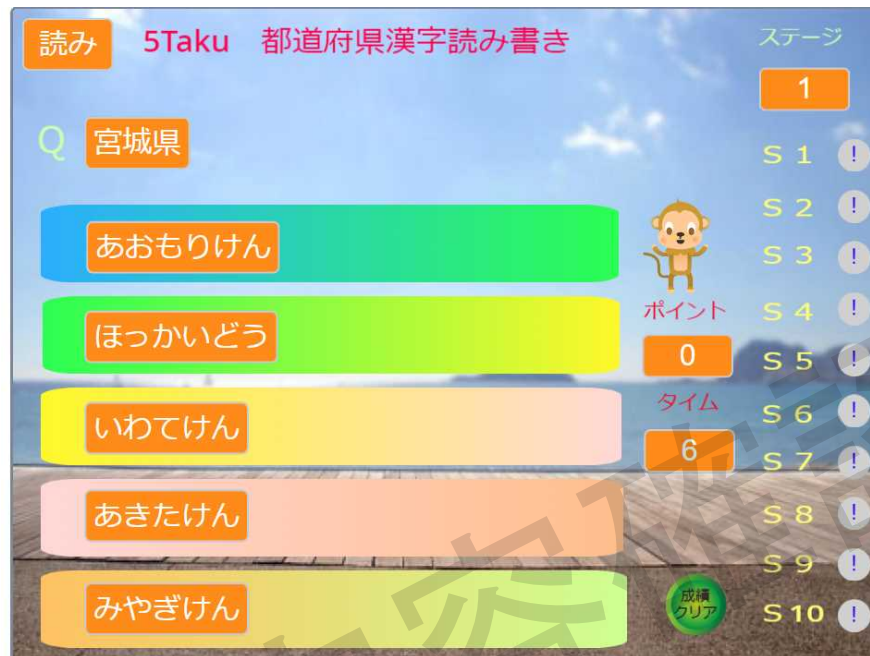 読み 5Taku 都道府県漢字読み書き
ステージ
1
Q 宮城県
あおもりけん
ほっかいどう
いわてけん
あきたけん
みやぎけん
ポイント
0
タイム
6
成績
クリア
S 1 !
S 2 !
S 3 !
S 4 !
S 5 !
S 6 !
S 7 !
S 8 !
S 9 !
S 10 !